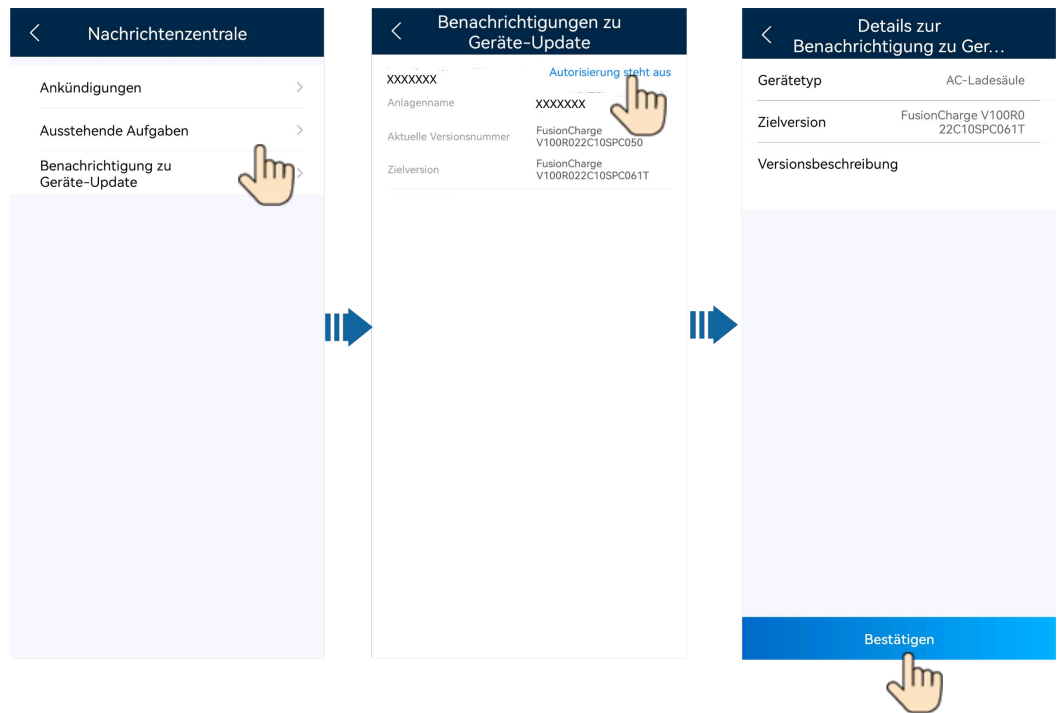 Nachrichtenzentrale
Ankündigungen
Ausstehende Aufgaben
Benachrichtigung zu
Geräte-Update
Benachrichtigungen zu
Geräte-Update
Autorisierung steht aus
XXXXXXX
Anlagenname XXXXXXX
Aktuelle Versionsnummer FusionCharge
V100R022C10SPC050
Zielversion FusionCharge
V100R022C10SPC061T
Details zur
Benachrichtigung zu Ger...
Gerätetyp AC-Ladesäule
Zielversion FusionCharge V100R0
22C10SPC061T
Versionsbeschreibung
Bestätigen